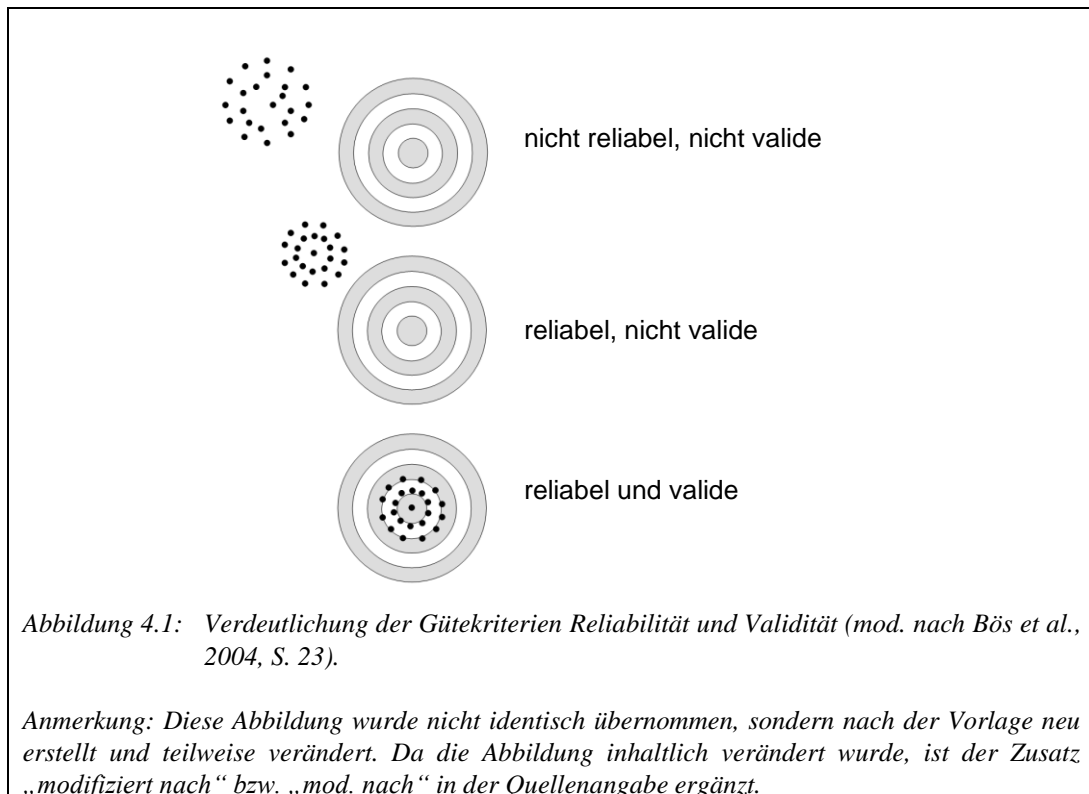 nicht reliabel, nicht valide
reliabel, nicht valide
reliabel und valide
Abbildung 4.1: Verdeutlichung der Gütekriterien Reliabilität und Validität (mod. nach Bös et al.,
2004, S. 23).
Anmerkung: Diese Abbildung wurde nicht identisch übernommen, sondern nach der Vorlage neu
erstellt und teilweise verändert. Da die Abbildung inhaltlich verändert wurde, ist der Zusatz
„modifiziert nach“ bzw. „mod. nach“ in der Quellenangabe ergänzt.